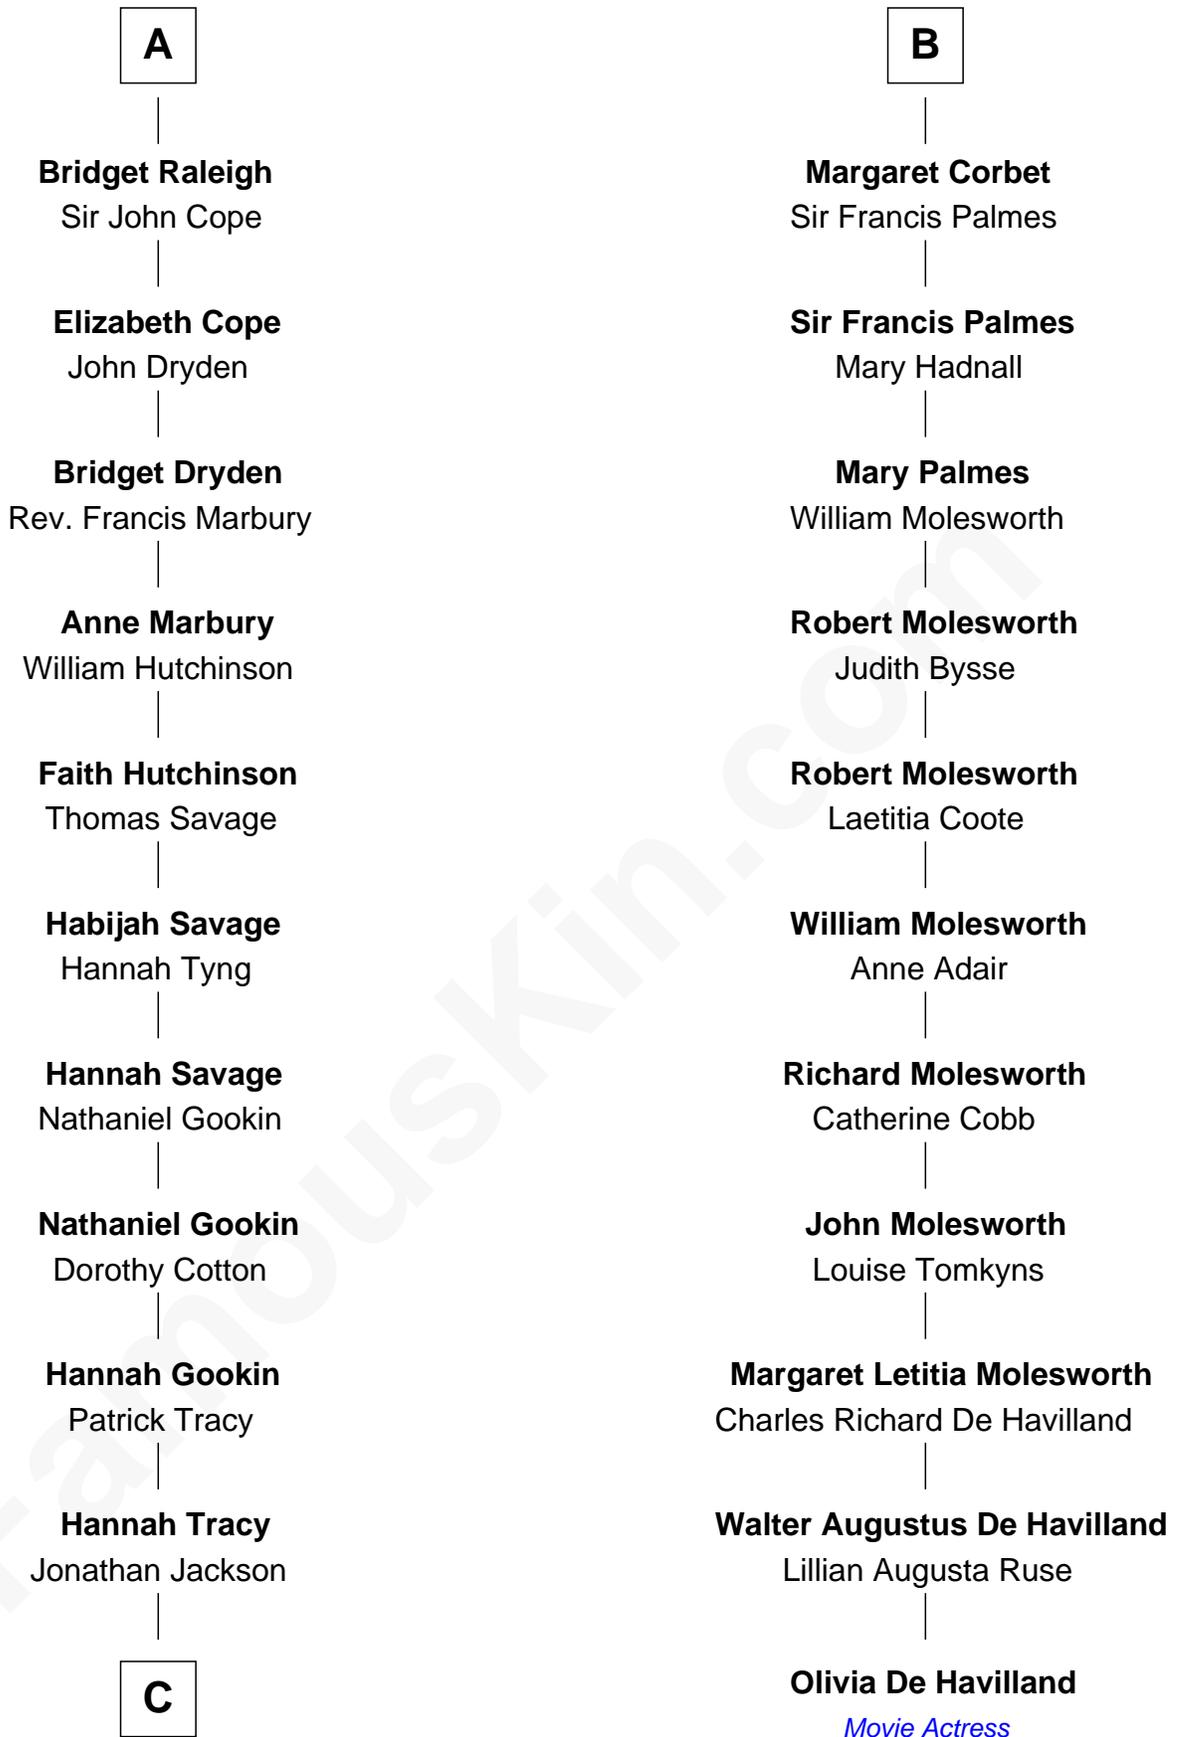 A
Bridget Raleigh
Sir John Cope
Elizabeth Cope
John Dryden
Bridget Dryden
Rev. Francis Marbury
Anne Marbury
William Hutchinson
Faith Hutchinson
Thomas Savage
Habijah Savage
Hannah Tyng
Hannah Savage
Nathaniel Gookin
Nathaniel Gookin
Dorothy Cotton
Hannah Gookin
Patrick Tracy
Hannah Tracy
Jonathan Jackson
C
B
Margaret Corbet
Sir Francis Palmes
Sir Francis Palmes
Mary Hadnall
Mary Palmes
William Molesworth
Robert Molesworth
Judith Bysse
Robert Molesworth
Laetitia Coote
William Molesworth
Anne Adair
Richard Molesworth
Catherine Cobb
John Molesworth
Louise Tomkyns
Margaret Letitia Molesworth
Charles Richard De Havilland
Walter Augustus De Havilland
Lillian Augusta Ruse
Olivia De Havilland
Movie Actress
FamousKin.com